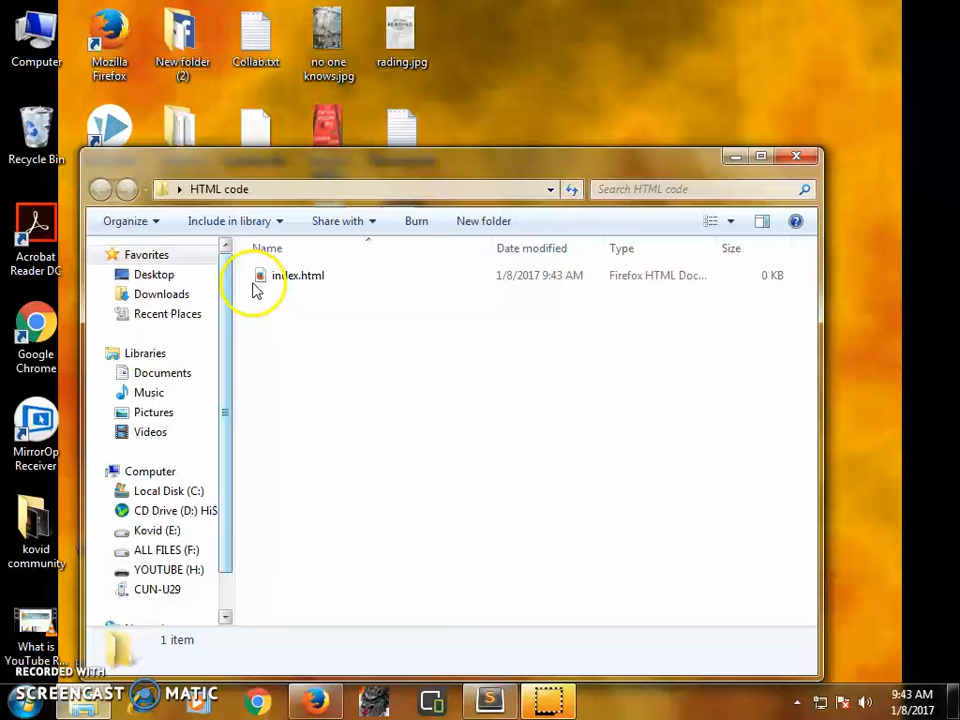 Computer
Mozilla
Firefox
New folder
(2)
Collab.txt
no one
knows.jpg
rading.jpg
READING
Recycle Bin
Acrobat
Reader DC
Google
Chrome
MirrorOp
Receiver
kovid
community
What is
YouTube R...
HTML code
Search HTML code
Organize
Include in library
Share with
Burn
New folder
Name
Date modified
Type
Size
index.html
1/8/2017 9:43 AM
Firefox HTML Doc...
0 KB
Favorites
Desktop
Downloads
Recent Places
Libraries
Documents
Music
Pictures
Videos
Computer
Local Disk (C:)
CD Drive (D:) HiS
Kovid (E:)
ALL FILES (F:)
YOUTUBE (H:)
CUN-U29
1 item
RECORDED WITH
SCREENCAST MATIC
9:43 AM
1/8/2017